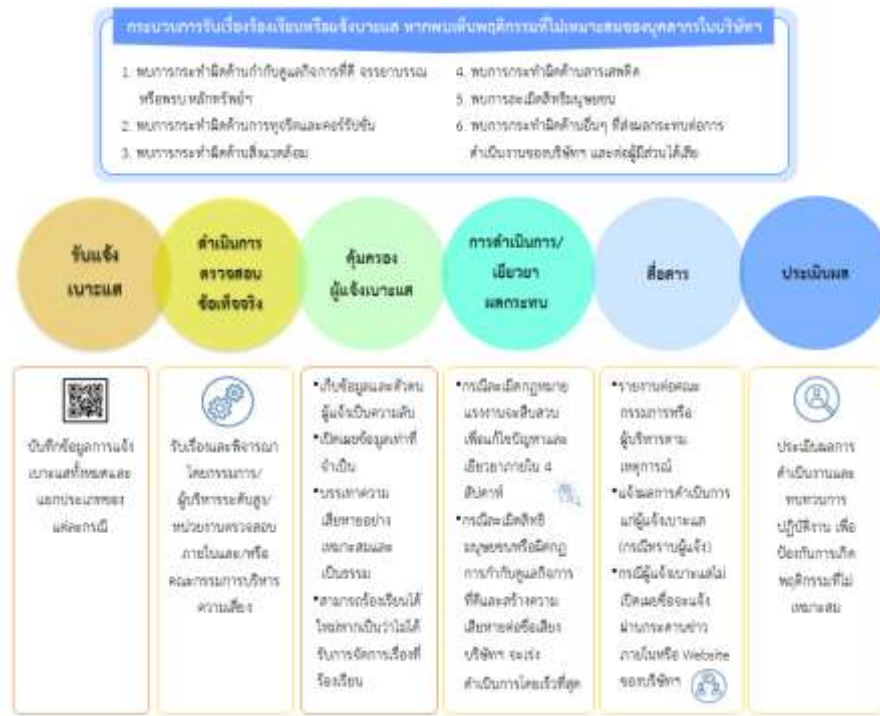 กระบวนการรับเรื่องร้องเรียนหรือแจ้งเบาะแส หากพบเห็นพฤติกรรมที่ไม่เหมาะสมของบุคลากรในบริษัทฯ
1. พบการกระทำผิดด้านกำกับดูแลกิจการที่ดี จรรยาบรรณ
หรือพรบ.หลักทรัพย์ฯ
2. พบการกระทำผิดด้านการทุจริตและคอร์รัปชั่น
3. พบการกระทำผิดด้านสิ่งแวดล้อม
4. พบการกระทำผิดด้านสารเสพติด
5. พบการละเมิดสิทธิมนุษยชน
6. พบการกระทำผิดด้านอื่นๆ ที่ส่งผลกระทบต่อการ
ดำเนินงานของบริษัทฯ และต่อผู้มีส่วนได้เสีย
รับแจ้ง
เบาะแส
ดำเนินการ
ตรวจสอบ
ข้อเท็จจริง
คุ้มครอง
ผู้แจ้งเบาะแส
การดำเนินการ/
เยียวยา
ผลกระทบ
สื่อสาร
ประเมินผล
บันทึกข้อมูลการแจ้ง
เบาะแสทั้งหมดและ
แยกประเภทของ
แต่ละกรณี
รับเรื่องและพิจารณา
โดยกรรมการ/
ผู้บริหารระดับสูง/
หน่วยงานตรวจสอบ
ภายในและ/หรือ
คณะกรรมการบริหาร
ความเสี่ยง
•เก็บข้อมูลและตัวตน
ผู้แจ้งเป็นความลับ
•เปิดเผยข้อมูลเท่าที่
จำเป็น
•บรรเทาความ
เสียหายอย่าง
เหมาะสมและ
เป็นธรรม
•สามารถร้องเรียนได้
ใหม่หากเป็นว่าไม่ได้
รับการจัดการเรื่องที่
ร้องเรียน
•กรณีละเมิดกฎหมาย
แรงงานจะสืบสวน
เพื่อแก้ไขปัญหาและ
เยียวยาภายใน 4
สัปดาห์
•กรณีละเมิดสิทธิ
มนุษยชนหรือผิดกฎ
การกำกับดูแลกิจการ
ที่ดีและสร้างความ
เสียหายต่อชื่อเสียง
บริษัทฯ จะเร่ง
ดำเนินการโดยเร็วที่สุด
•รายงานต่อคณะ
กรรมการหรือ
ผู้บริหารตาม
เหตุการณ์
•แจ้งผลการดำเนินการ
แก่ผู้แจ้งเบาะแส
(กรณีทราบผู้แจ้ง)
•กรณีผู้แจ้งเบาะแสไม่
เปิดเผยชื่อจะแจ้ง
ผ่านกระดานข่าว
ภายในหรือ Website
ของบริษัทฯ
ประเมินผลการ
ดำเนินงานและ
ทบทวนการ
ปฏิบัติงาน เพื่อ
ป้องกันการเกิด
พฤติกรรมที่ไม่
เหมาะสม